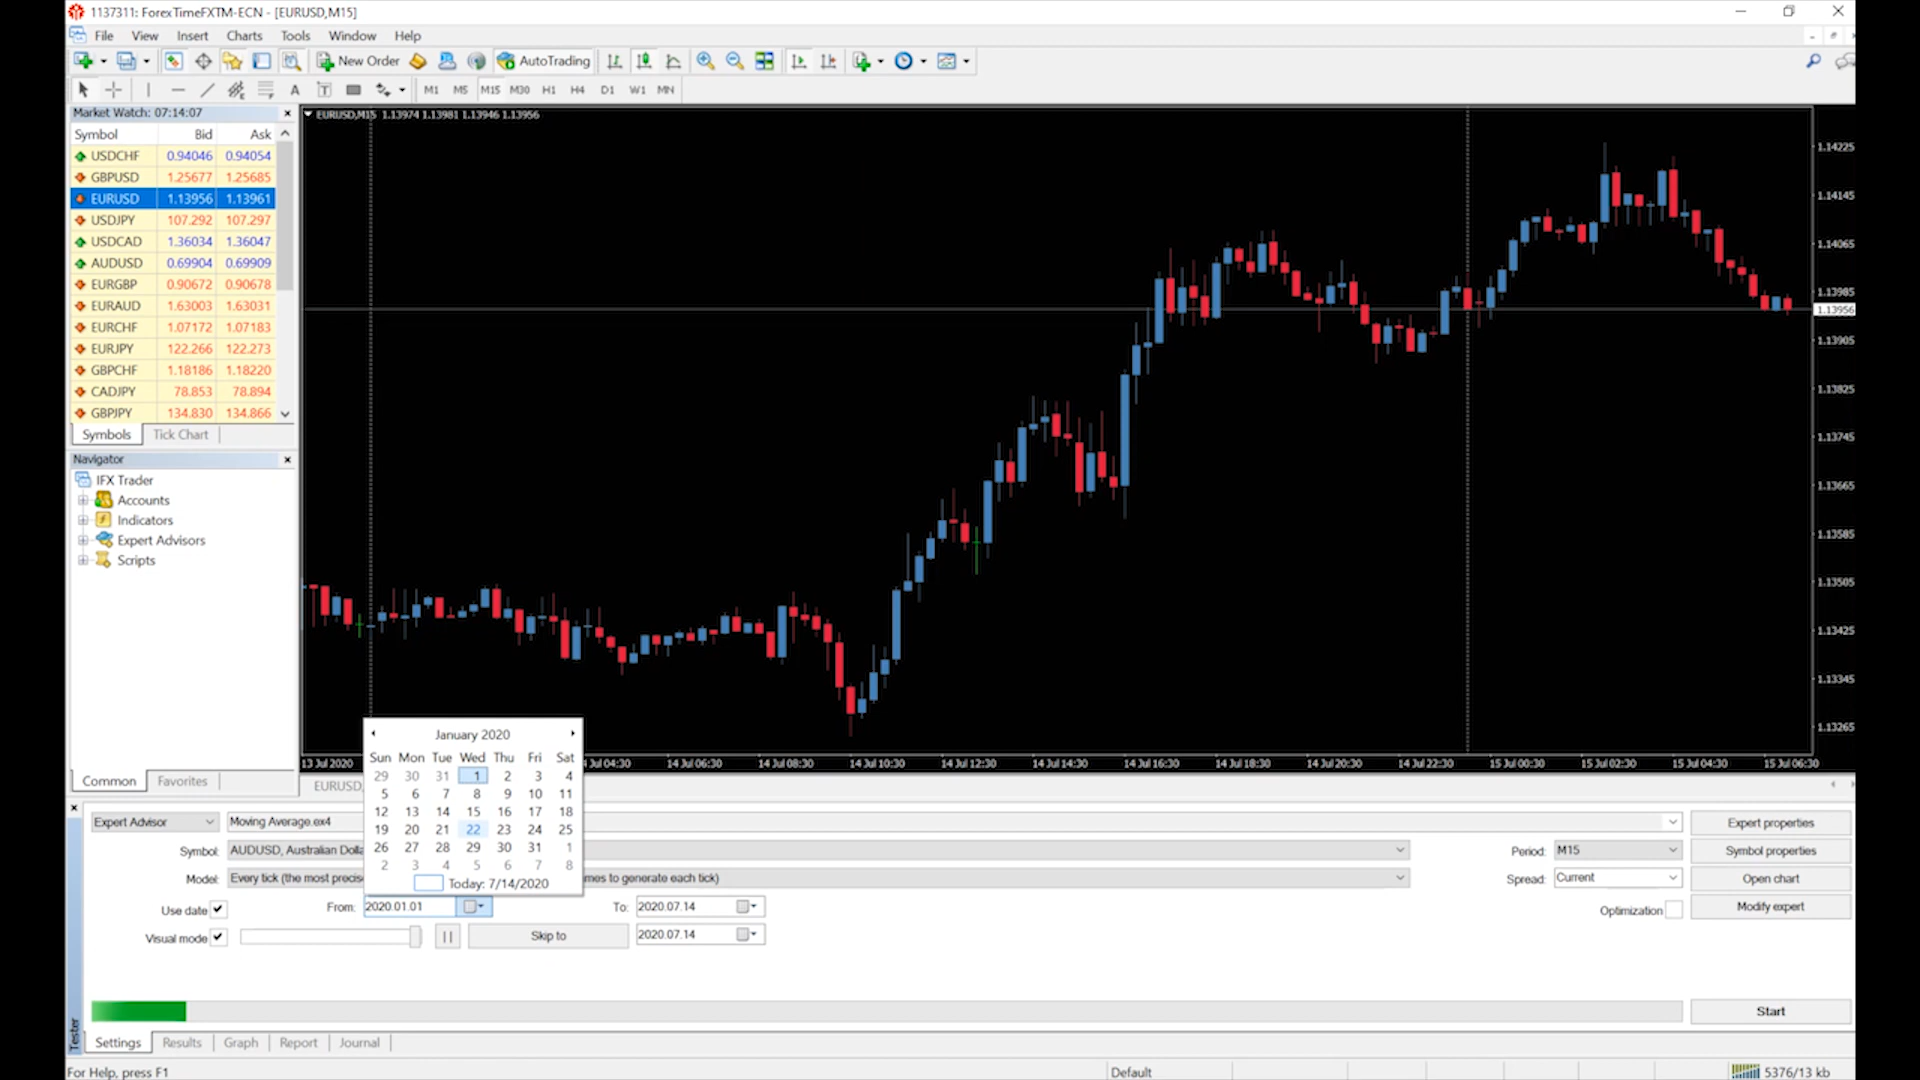 1137311: ForexTimeFXTM-ECN - [EURUSD,M15]
File View Insert Charts Tools Window Help
New Order AutoTrading
A T M1 M5 M15 M30 H1 H4 D1 W1 MN
Market Watch: 07:14:07
Symbol Bid Ask
USDCHF 0.94046 0.94054
GBPUSD 1.25677 1.25685
EURUSD 1.13956 1.13961
USDJPY 107.292 107.297
USDCAD 1.36034 1.36047
AUDUSD 0.69904 0.69909
EURGBP 0.90672 0.90678
EURAUD 1.63003 1.63031
EURCHF 1.07172 1.07183
EURJPY 122.266 122.273
GBPCHF 1.18186 1.18220
CADJPY 78.853 78.894
GBPJPY 134.830 134.866
Symbols Tick Chart
Navigator
IFX Trader
Accounts
Indicators
Expert Advisors
Scripts
Common Favorites
EURUSD,M15 1.13974 1.13981 1.13946 1.13956
1.14225
1.14145
1.14065
1.13985
1.13956
1.13905
1.13825
1.13745
1.13665
1.13585
1.13505
1.13425
1.13345
1.13265
13 Jul 2020 Jul 04:30 14 Jul 06:30 14 Jul 08:30 14 Jul 10:30 14 Jul 12:30 14 Jul 14:30 14 Jul 16:30 14 Jul 18:30 14 Jul 20:30 14 Jul 22:30 15 Jul 00:30 15 Jul 02:30 15 Jul 04:30 15 Jul 06:30
EURUSD,
January 2020
Sun Mon Tue Wed Thu Fri Sat
29 30 31 1 2 3 4
5 6 7 8 9 10 11
12 13 14 15 16 17 18
19 20 21 22 23 24 25
26 27 28 29 30 31 1
2 3 4 5 6 7 8
Today: 7/14/2020
Expert Advisor Moving Average.ex4 Expert properties
Symbol: AUDUSD, Australian Dolla Period: M15 Symbol properties
Model: Every tick (the most precis mes to generate each tick) Spread: Current Open chart
Use date From: 2020.01.01 To: 2020.07.14 Optimization Modify expert
Visual mode Skip to 2020.07.14
Start
Tester
Settings Results Graph Report Journal
For Help, press F1 Default 5376/13 kb